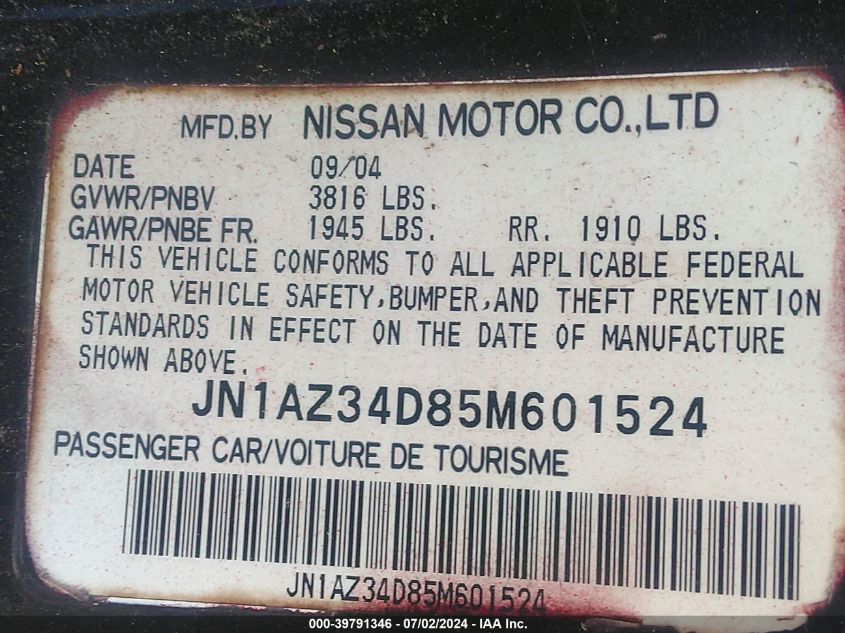 MFD.BY NISSAN MOTOR CO.,LTD
DATE 09/04
GVWR/PNBV 3816 LBS.
GAWR/PNBE FR. 1945 LBS. RR. 1910 LBS.
THIS VEHICLE CONFORMS TO ALL APPLICABLE FEDERAL
MOTOR VEHICLE SAFETY,BUMPER,AND THEFT PREVENTION
STANDARDS IN EFFECT ON THE DATE OF MANUFACTURE
SHOWN ABOVE.
JN1AZ34D85M601524
PASSENGER CAR/VOITURE DE TOURISME
JN1AZ34D85M601524
000-39791346 - 07/02/2024 - IAA Inc.